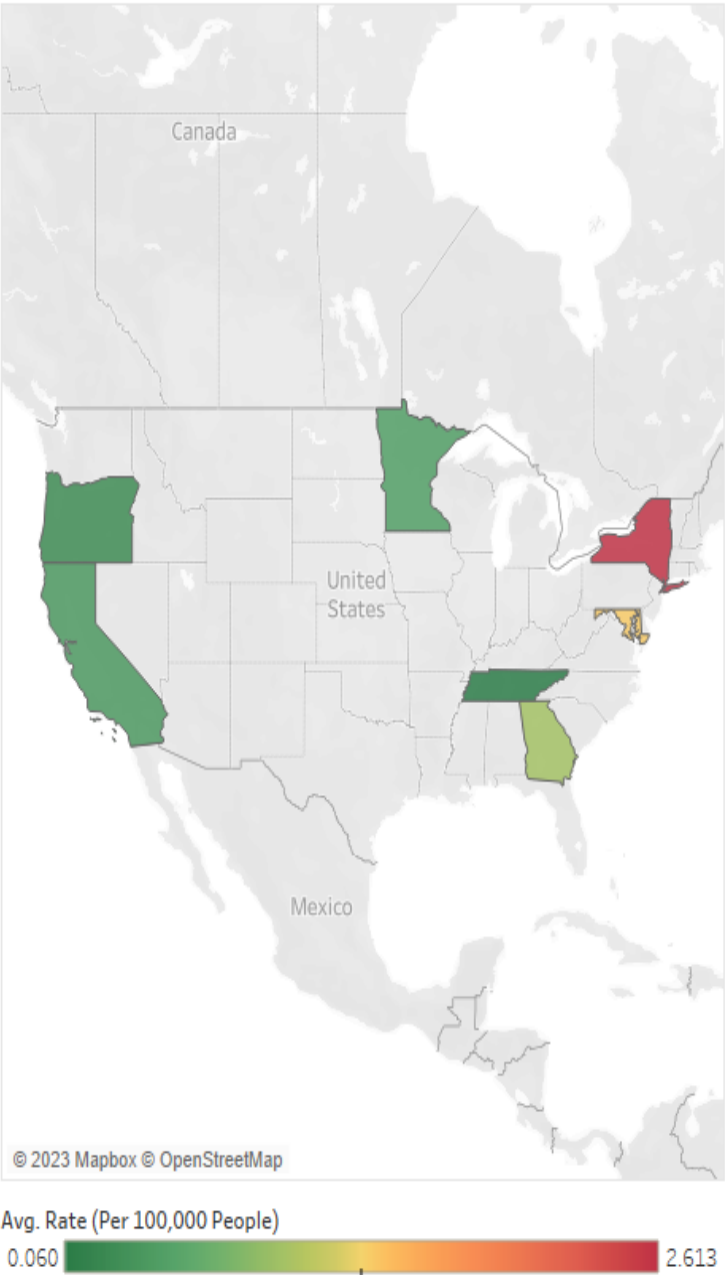 Canada
United
States
Mexico
© 2023 Mapbox © OpenStreetMap
Avg. Rate (Per 100,000 People)
0.060 2.613